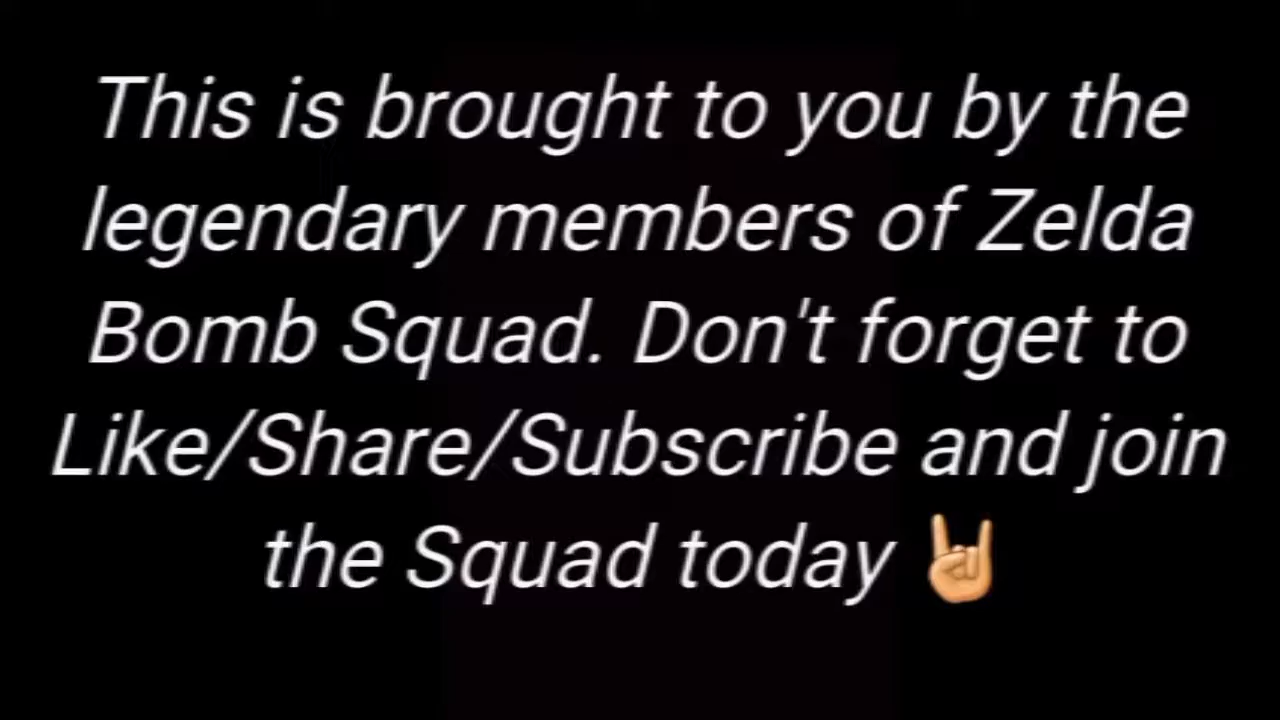 This is brought to you by the
legendary members of Zelda
Bomb Squad. Don't forget to
Like/Share/Subscribe and join
the Squad today 🤘